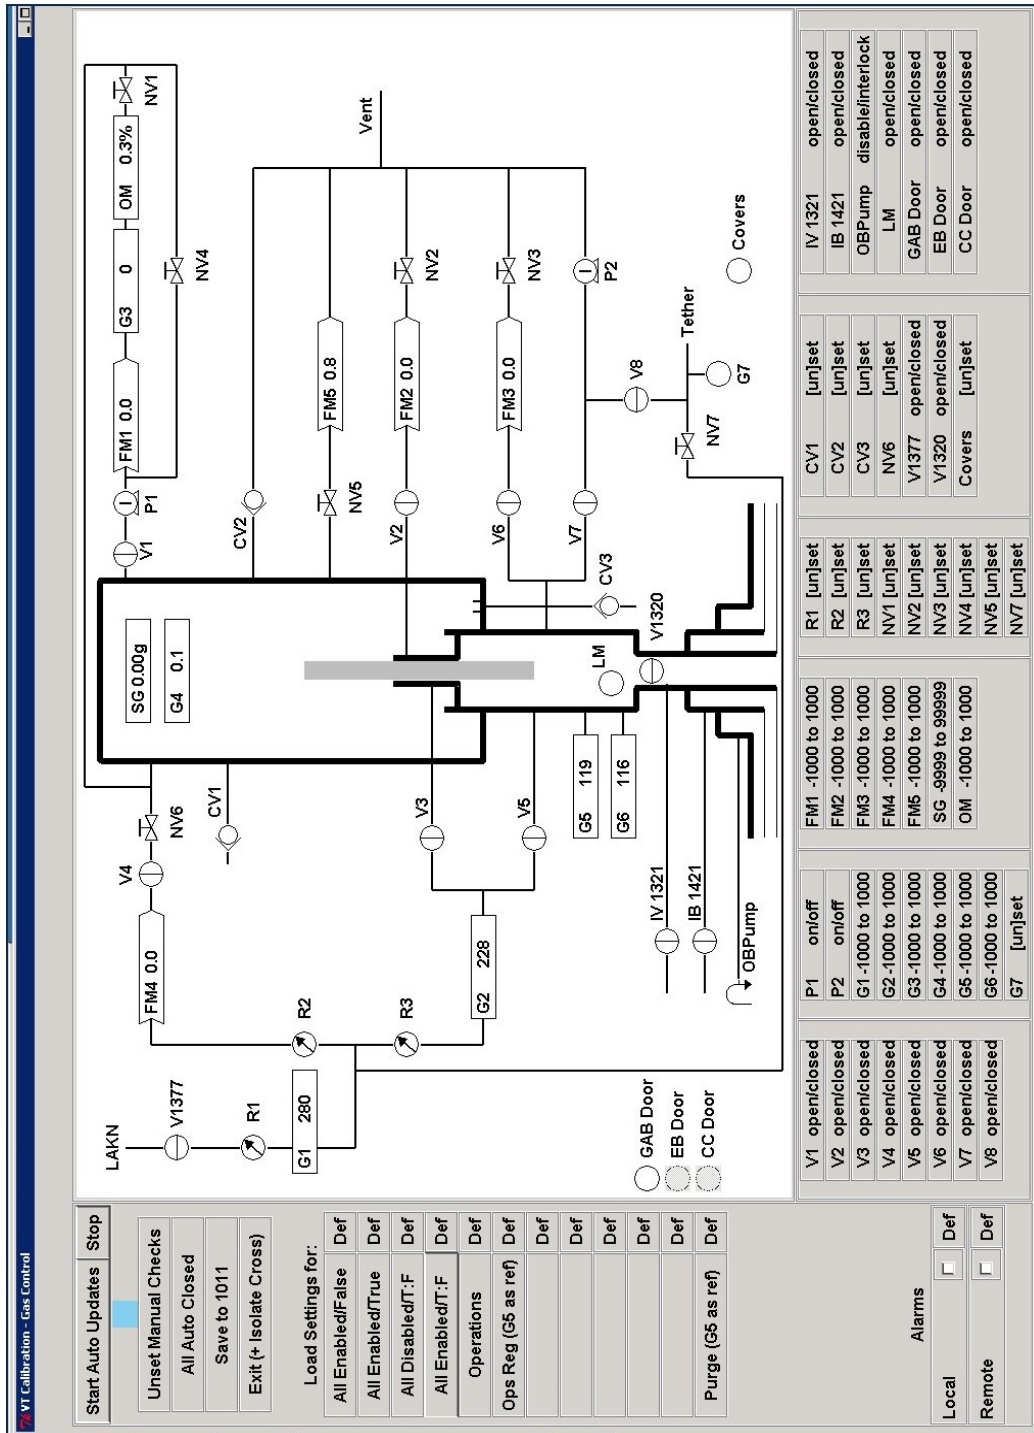 VT Calibration - Gas Control
Start Auto Updates Stop
Unset Manual Checks
All Auto Closed
Save to 1011
Exit (+ Isolate Cross)
Load Settings for:
All Enabled/False Def
All Enabled/True Def
All Disabled/T:F Def
All Enabled/T:F Def
Operations Def
Ops Reg (G5 as ref) Def
Def
Def
Def
Def
Def
Purge (G5 as ref) Def
Alarms
Local Def
Remote Def
LAKN
V1377
R1
G1 280
FM4 0.0
V4
NV6
R2
R3
G2 228
CV1
V3
V5
G5 119
G6 116
IV 1321
IB 1421
OBPump
GAB Door
EB Door
CC Door
SG 0.00g
G4 0.1
LM
V1320
CV3
V1
P1
FM1 0.0
G3 0
OM 0.3%
NV1
NV4
CV2
NV5
FM5 0.8
V2
FM2 0.0
NV2
V6
FM3 0.0
NV3
V7
P2
Vent
V8
NV7
Tether
G7
Covers
V1 open/closed
V2 open/closed
V3 open/closed
V4 open/closed
V5 open/closed
V6 open/closed
V7 open/closed
V8 open/closed
P1 on/off
P2 on/off
G1 -1000 to 1000
G2 -1000 to 1000
G3 -1000 to 1000
G4 -1000 to 1000
G5 -1000 to 1000
G6 -1000 to 1000
G7 [un]set
FM1 -1000 to 1000
FM2 -1000 to 1000
FM3 -1000 to 1000
FM4 -1000 to 1000
FM5 -1000 to 1000
SG -9999 to 99999
OM -1000 to 1000
R1 [un]set
R2 [un]set
R3 [un]set
NV1 [un]set
NV2 [un]set
NV3 [un]set
NV4 [un]set
NV5 [un]set
NV7 [un]set
CV1 [un]set
CV2 [un]set
CV3 [un]set
NV6 [un]set
V1377 open/closed
V1320 open/closed
Covers [un]set
IV 1321 open/closed
IB 1421 open/closed
OBPump disable/interlock
LM open/closed
GAB Door open/closed
EB Door open/closed
CC Door open/closed